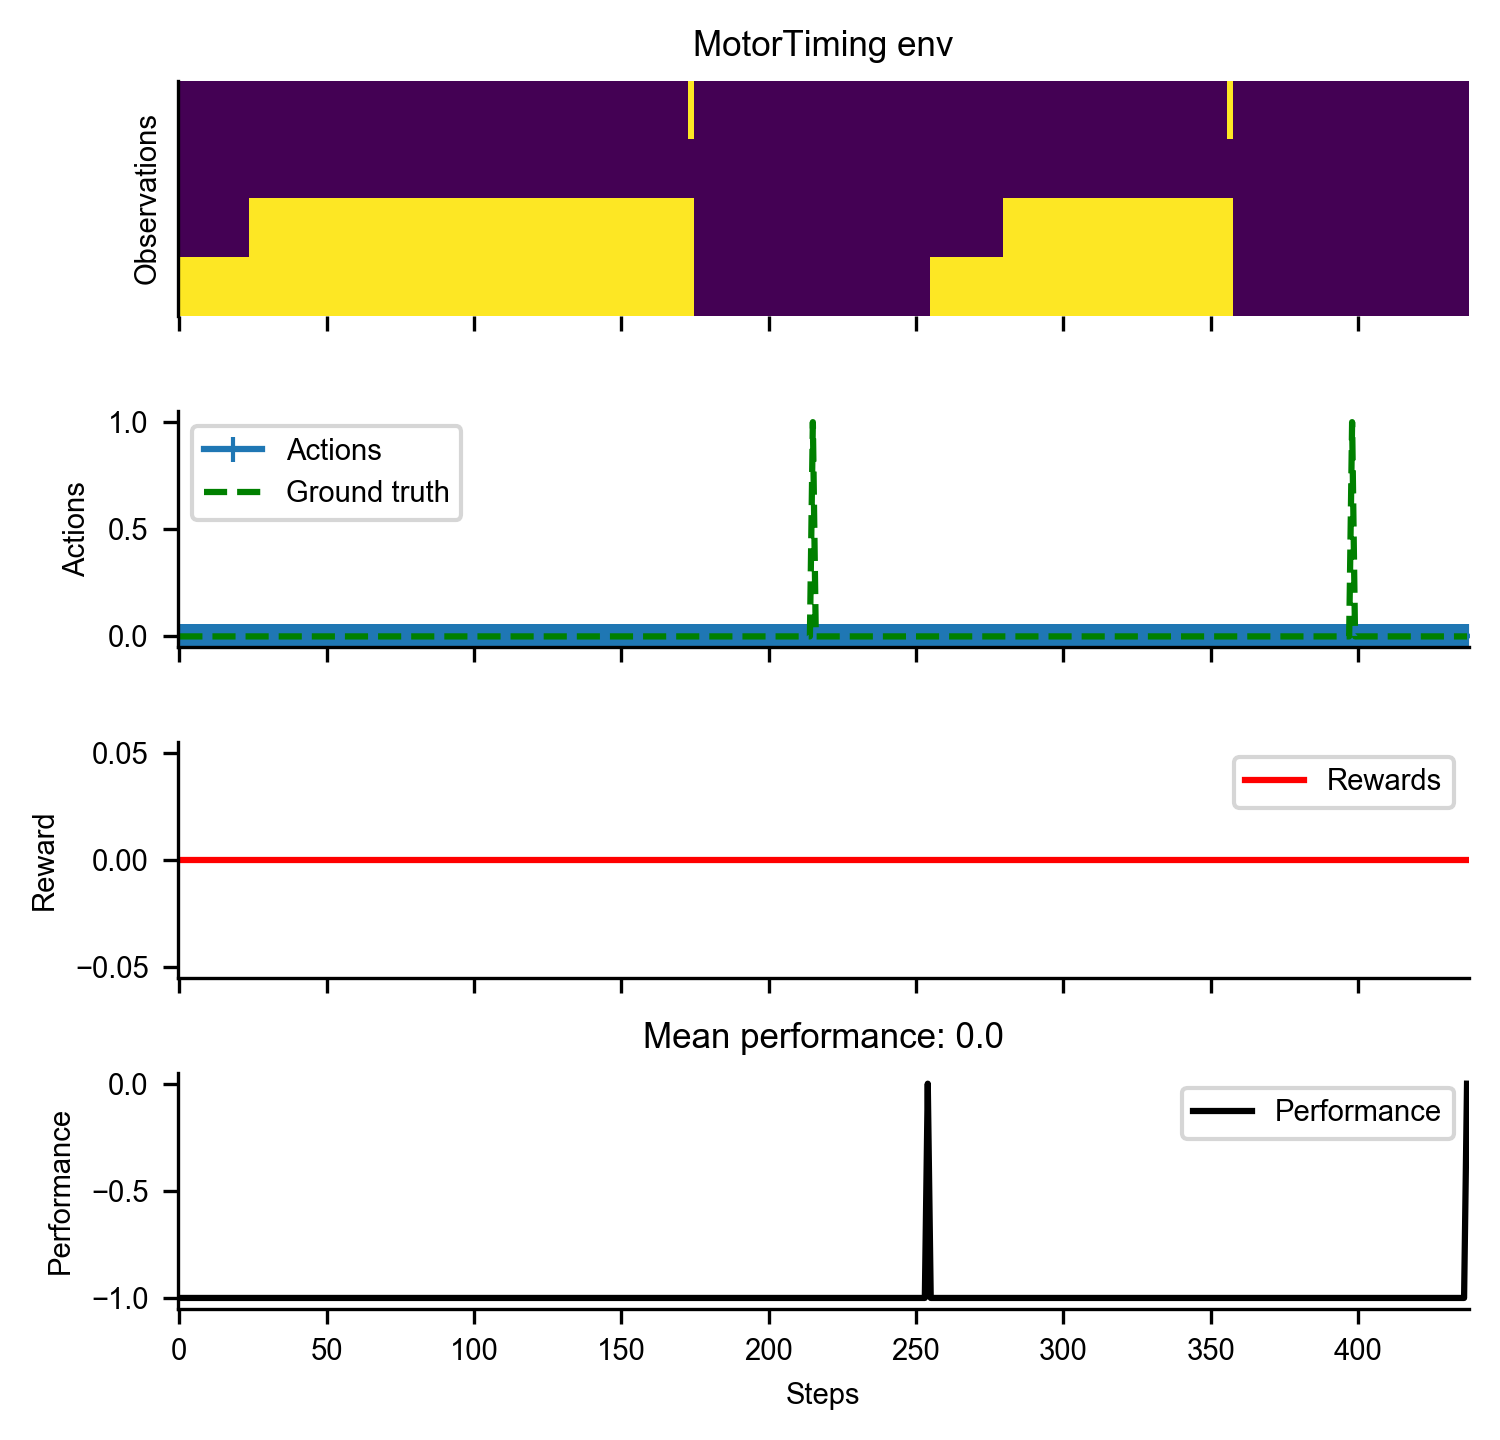 MotorTiming env
Observations
Actions
1.0
0.5
0.0
Actions
Ground truth
Reward
0.05
0.00
−0.05
Rewards
Mean performance: 0.0
Performance
0.0
−0.5
−1.0
Performance
0 50 100 150 200 250 300 350 400
Steps